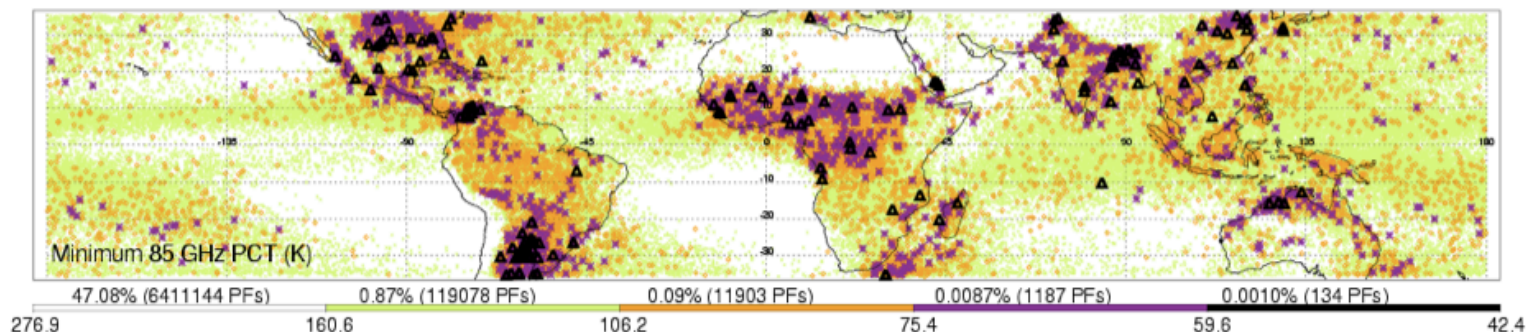 30
20
-135 -90 -45 0 45 90 135 180
-10
-20
-30
Minimum 85 GHz PCT (K)
47.08% (6411144 PFs) 0.87% (119078 PFs) 0.09% (11903 PFs) 0.0087% (1187 PFs) 0.0010% (134 PFs)
276.9 160.6 106.2 75.4 59.6 42.4